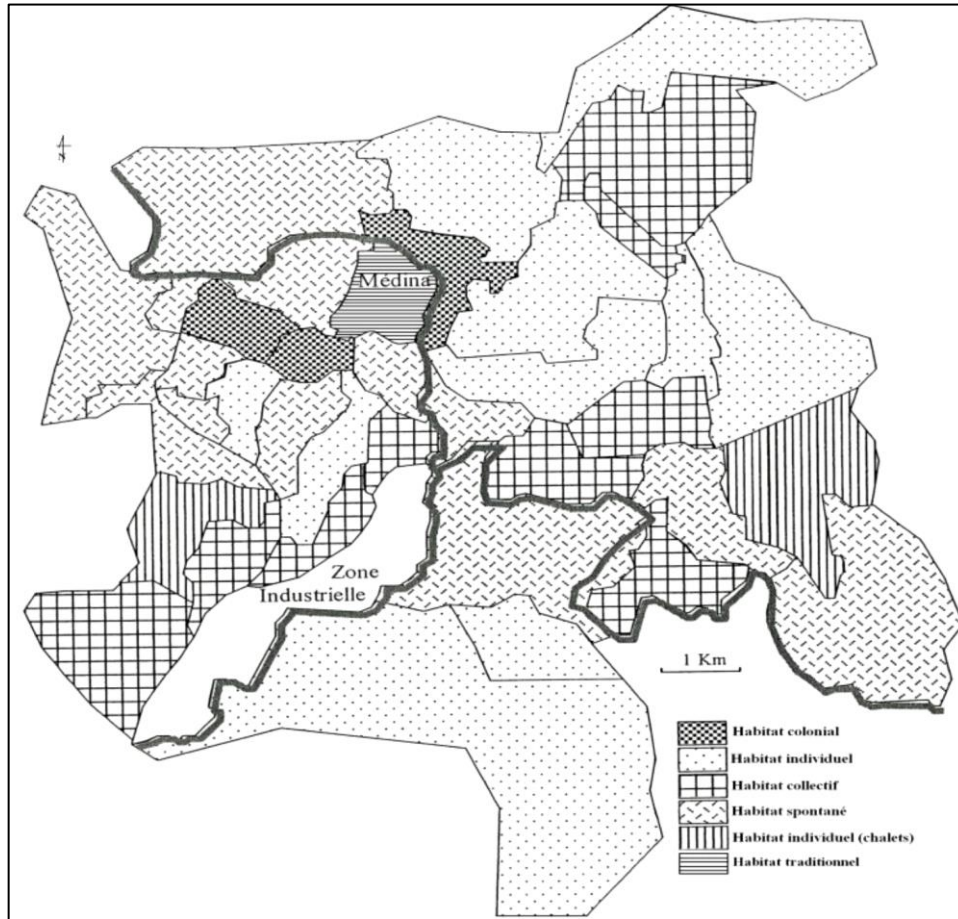 N
Médina
Zone
Industrielle
1 Km
Habitat colonial
Habitat individuel
Habitat collectif
Habitat spontané
Habitat individuel (chalets)
Habitat traditionnel